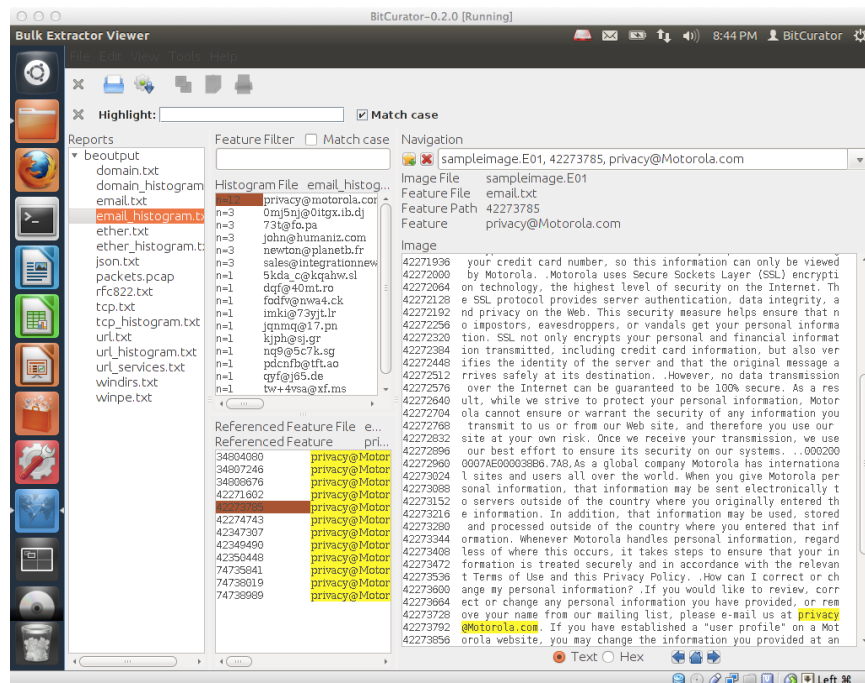 BitCurator-0.2.0 [Running]
Bulk Extractor Viewer
8:44 PM BitCurator
File Edit View Tools Help
Highlight: Match case
Reports
beoutput
domain.txt
domain_histogram
email.txt
email_histogram.tx
ether.txt
ether_histogram.t
json.txt
packets.pcap
rfc822.txt
tcp.txt
tcp_histogram.txt
url.txt
url_histogram.txt
url_services.txt
windirs.txt
winpe.txt
Feature Filter Match case
Histogram File email_histog...
n=12 privacy@motorola.cor
n=3 0mj5nj@0itgx.ib.dj
n=3 73t@fo.pa
n=3 john@humaniz.com
n=3 newton@planetb.fr
n=3 sales@integrationnew
n=1 5kda_c@kqahw.sl
n=1 dqf@40mt.ro
n=1 fodfv@nwa4.ck
n=1 imki@73yjt.lr
n=1 jqnmq@17.pn
n=1 kjph@sj.gr
n=1 nq9@5c7k.sg
n=1 pdcnfb@tft.ao
n=1 qyf@j65.de
n=1 tw+4vsa@xf.ms
Referenced Feature File e...
Referenced Feature pri...
34804080 privacy@Motor
34807246 privacy@Motor
34808676 privacy@Motor
42271602 privacy@Motor
42273785 privacy@Motor
42274743 privacy@Motor
42347307 privacy@Motor
42349490 privacy@Motor
42350448 privacy@Motor
74735841 privacy@Motor
74738019 privacy@Motor
74738989 privacy@Motor
Navigation
sampleimage.E01, 42273785, privacy@Motorola.com
Image File sampleimage.E01
Feature File email.txt
Feature Path 42273785
Feature privacy@Motorola.com
Image
42271936 your credit card number, so this information can only be viewed
42272000 by Motorola. .Motorola uses Secure Sockets Layer (SSL) encrypti
42272064 on technology, the highest level of security on the Internet. Th
42272128 e SSL protocol provides server authentication, data integrity, a
42272192 nd privacy on the Web. This security measure helps ensure that n
42272256 o impostors, eavesdroppers, or vandals get your personal informa
42272320 tion. SSL not only encrypts your personal and financial informat
42272384 ion transmitted, including credit card information, but also ver
42272448 ifies the identity of the server and that the original message a
42272512 rrives safely at its destination. .However, no data transmission
42272576 over the Internet can be guaranteed to be 100% secure. As a res
42272640 ult, while we strive to protect your personal information, Motor
42272704 ola cannot ensure or warrant the security of any information you
42272768 transmit to us or from our Web site, and therefore you use our
42272832 site at your own risk. Once we receive your transmission, we use
42272896 our best effort to ensure its security on our systems. ..000200
42272960 0007AE000038B6.7A8,As a global company Motorola has internationa
42273024 l sites and users all over the world. When you give Motorola per
42273088 sonal information, that information may be sent electronically t
42273152 o servers outside of the country where you originally entered th
42273216 e information. In addition, that information may be used, stored
42273280 and processed outside of the country where you entered that inf
42273344 ormation. Whenever Motorola handles personal information, regard
42273408 less of where this occurs, it takes steps to ensure that your in
42273472 formation is treated securely and in accordance with the relevan
42273536 t Terms of Use and this Privacy Policy. .How can I correct or ch
42273600 ange my personal information? .If you would like to review, corr
42273664 ect or change any personal information you have provided, or rem
42273728 ove your name from our mailing list, please e-mail us at privacy
42273792 @Motorola.com. If you have established a "user profile" on a Mot
42273856 orola website, you may change the information you provided at an
Text Hex
Left ⌘